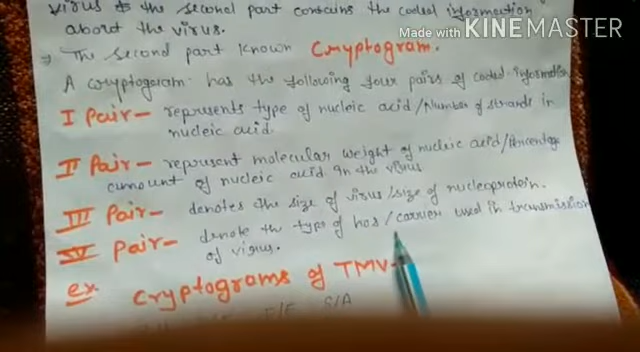 virus & the second part contains the coded information
about the virus.
Made with KINEMASTER
→ The second part known Cryptogram.
A cryptogram has the following four pairs of coded information
I Pair – represents type of nucleic acid/Number of strands in
nucleic acid.
II Pair – represent molecular weight of nucleic acid/Percentage
amount of nucleic acid in the virus
III Pair – denotes the size of virus/size of nucleoprotein.
IV Pair – denote the type of hos/carrier used in transmission
of virus.
ex. Cryptograms of TMV –
E/E S/A